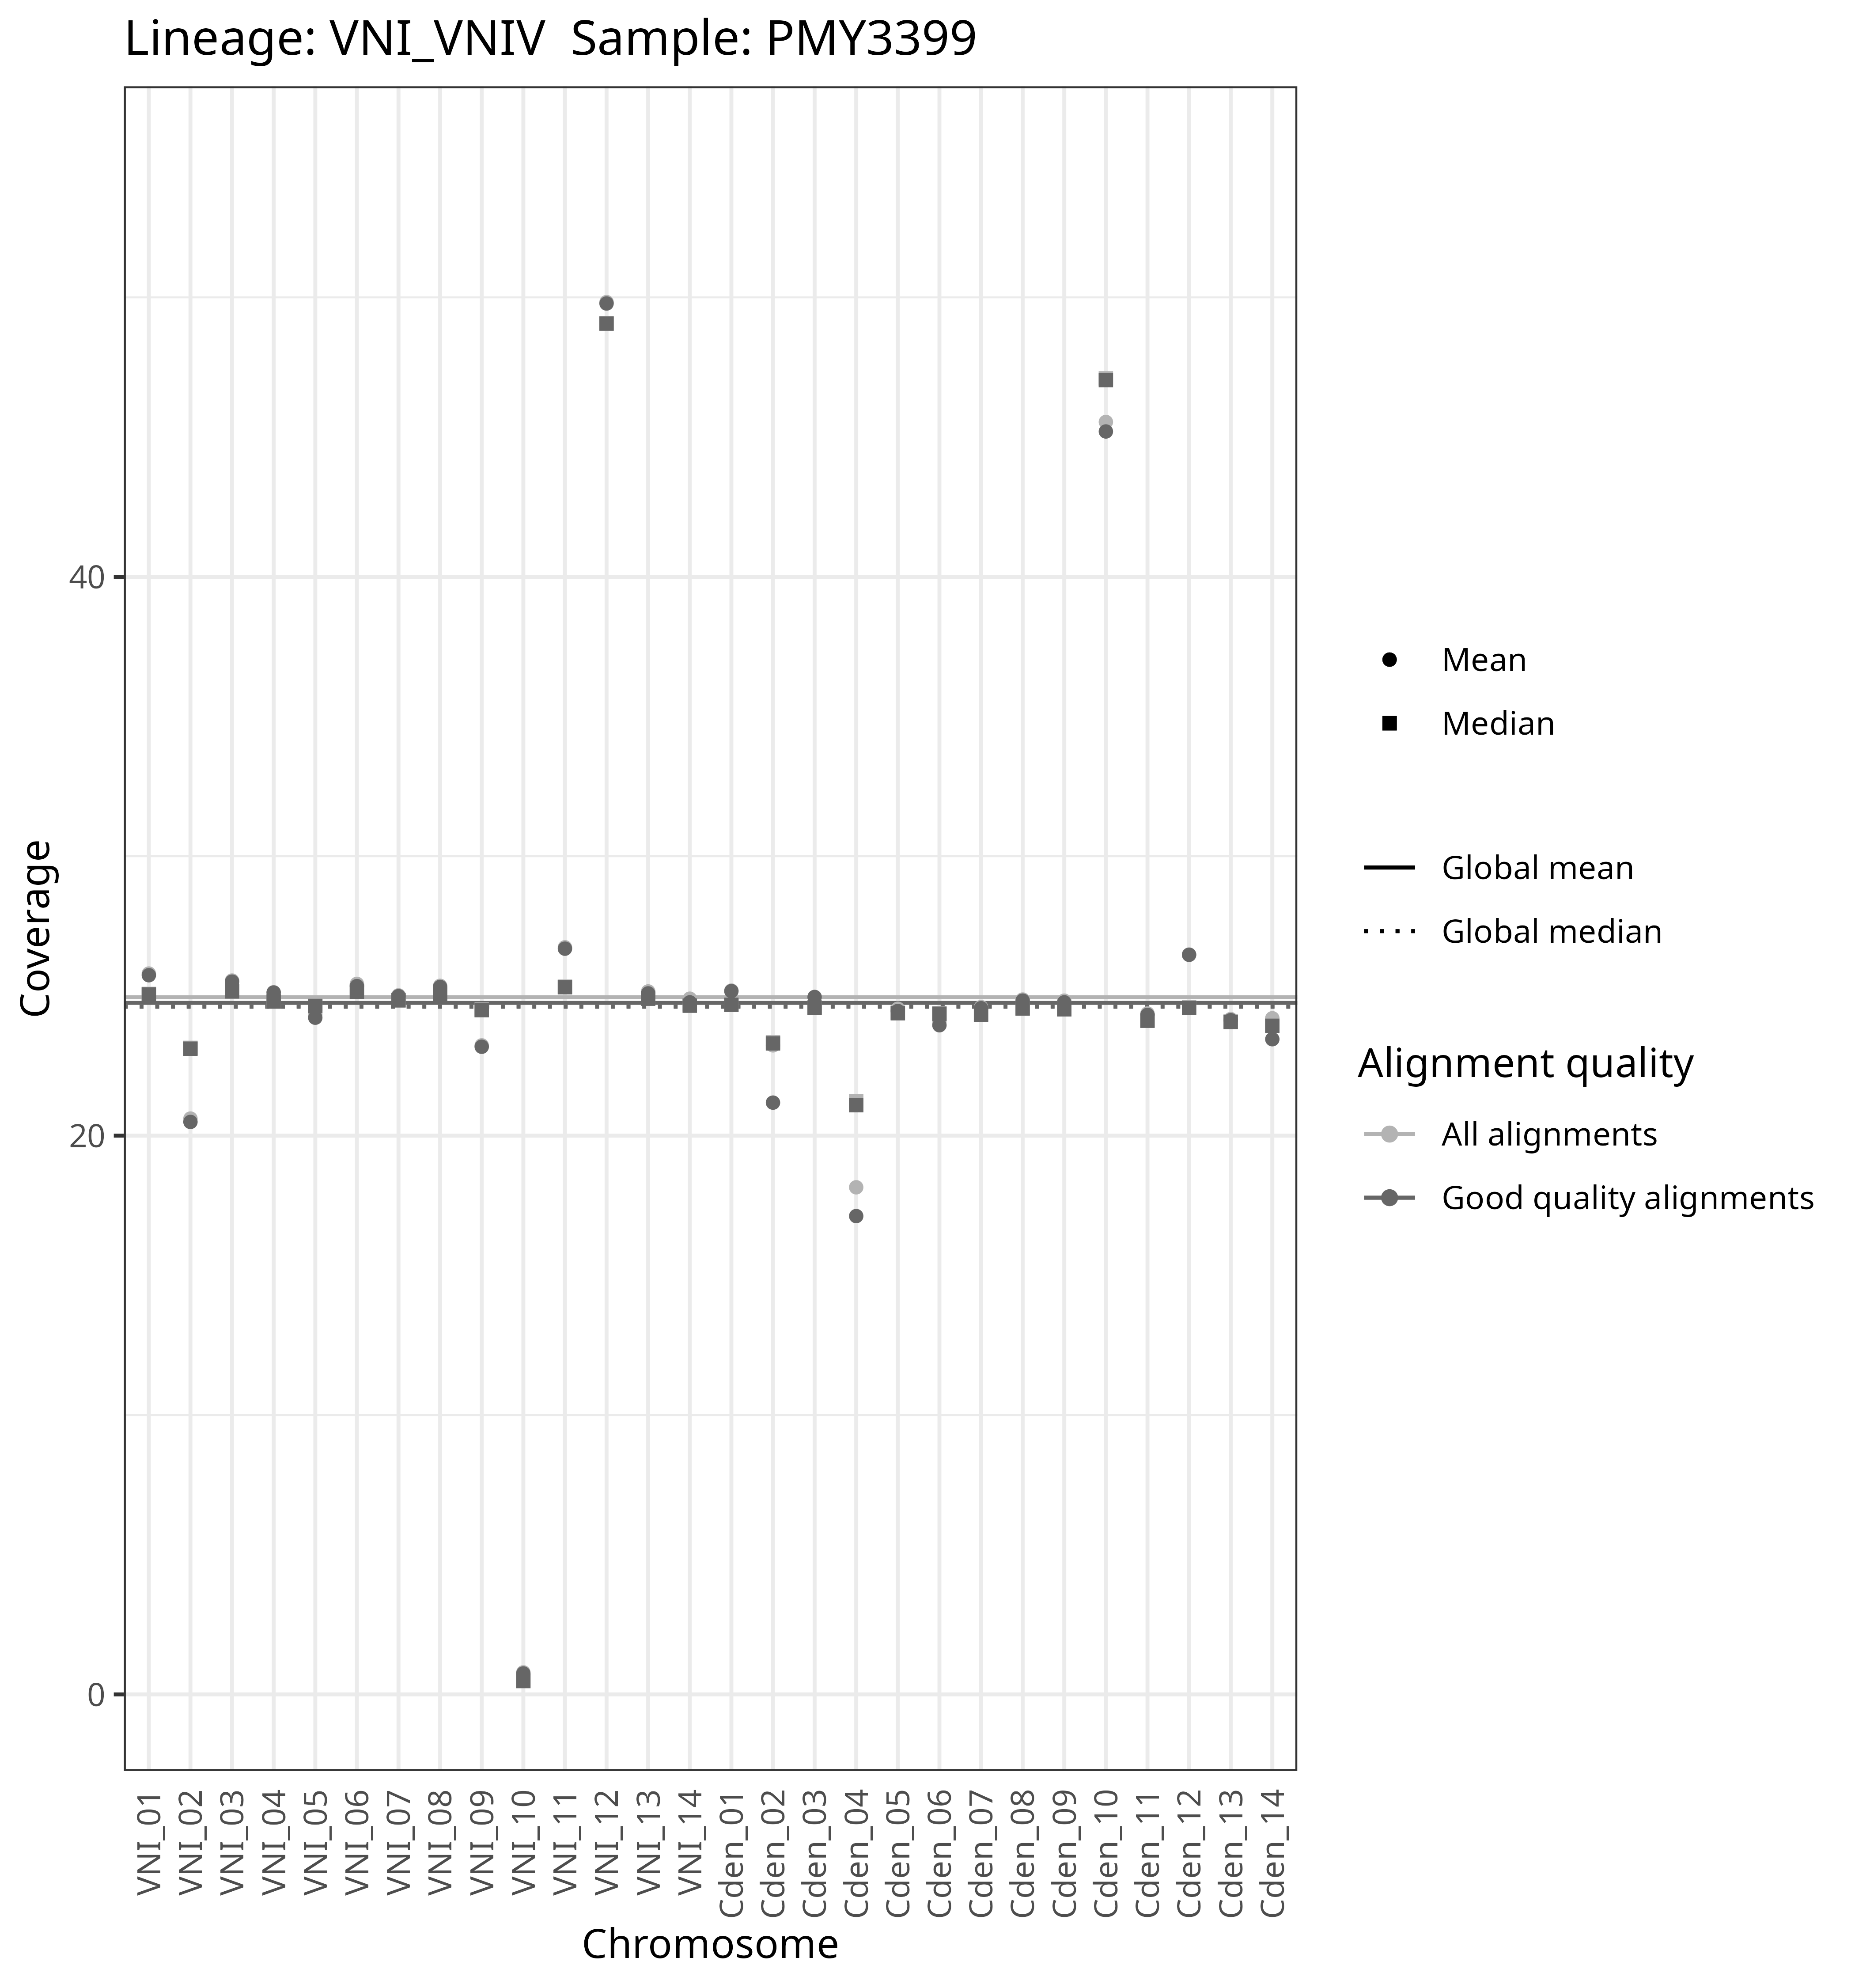 Lineage: VNI_VNIV  Sample: PMY3399
40
20
0
Coverage
VNI_01
VNI_02
VNI_03
VNI_04
VNI_05
VNI_06
VNI_07
VNI_08
VNI_09
VNI_10
VNI_11
VNI_12
VNI_13
VNI_14
Cden_01
Cden_02
Cden_03
Cden_04
Cden_05
Cden_06
Cden_07
Cden_08
Cden_09
Cden_10
Cden_11
Cden_12
Cden_13
Cden_14
Chromosome
Mean
Median
Global mean
Global median
Alignment quality
All alignments
Good quality alignments